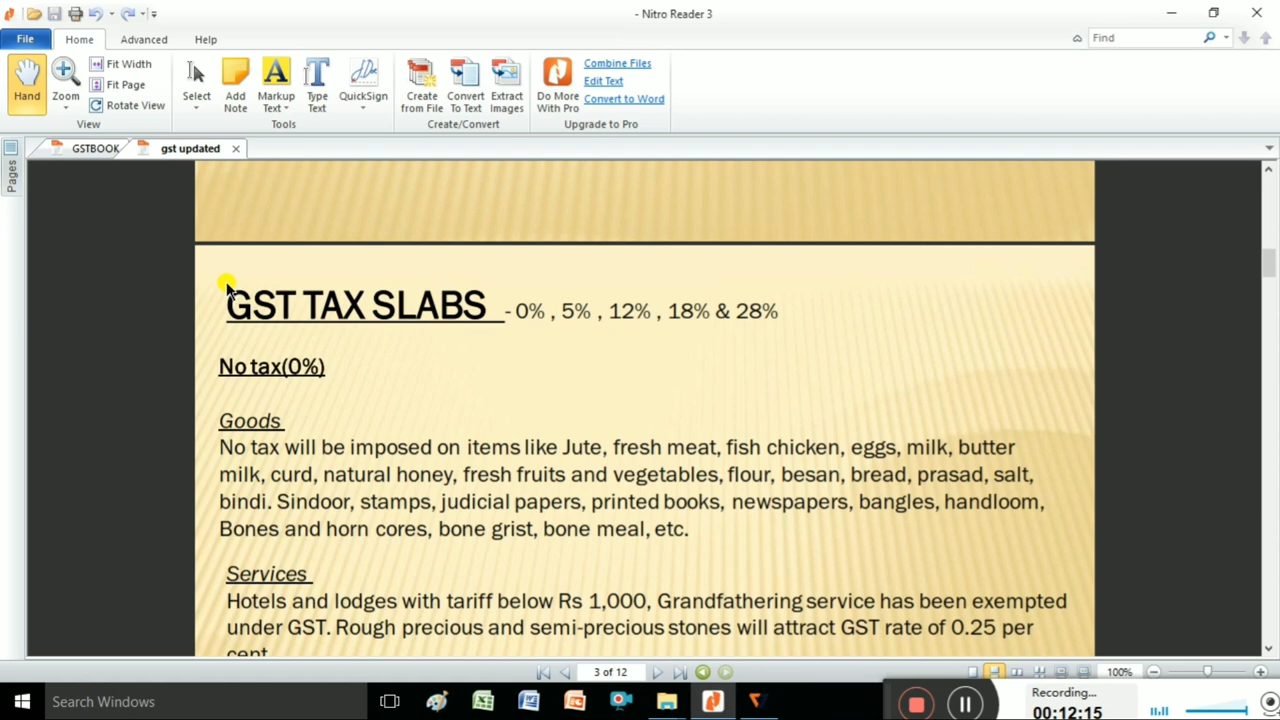 - Nitro Reader 3
File
Home
Advanced
Help
Find
Hand
Zoom
Fit Width
Fit Page
Rotate View
View
Select
Add
Note
Markup
Text
Type
Text
QuickSign
Tools
Create
from File
Convert
To Text
Extract
Images
Create/Convert
Do More
With Pro
Combine Files
Edit Text
Convert to Word
Upgrade to Pro
GSTBOOK
gst updated
Pages
GST TAX SLABS - 0% , 5% , 12% , 18% & 28%
No tax(0%)
Goods
No tax will be imposed on items like Jute, fresh meat, fish chicken, eggs, milk, butter
milk, curd, natural honey, fresh fruits and vegetables, flour, besan, bread, prasad, salt,
bindi. Sindoor, stamps, judicial papers, printed books, newspapers, bangles, handloom,
Bones and horn cores, bone grist, bone meal, etc.
Services
Hotels and lodges with tariff below Rs 1,000, Grandfathering service has been exempted
under GST. Rough precious and semi-precious stones will attract GST rate of 0.25 per
cent
3 of 12
100%
Search Windows
Recording...
00:12:15